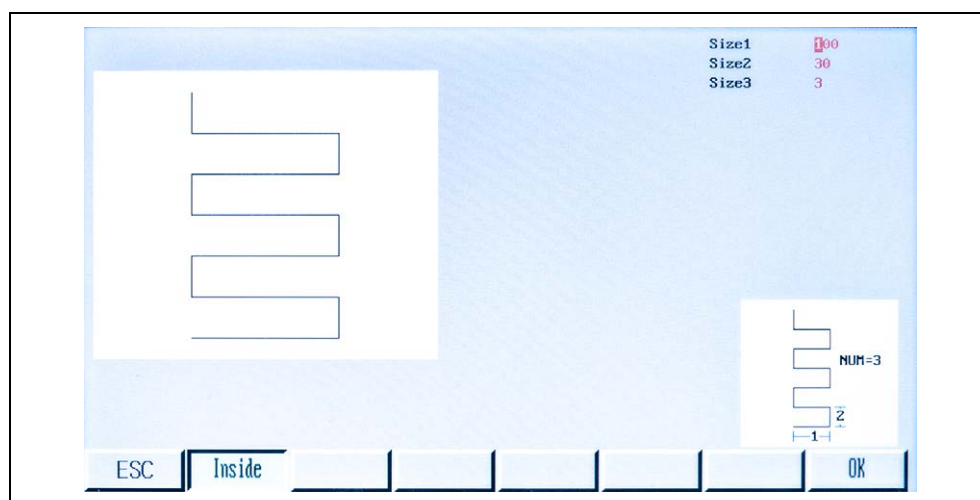 Size1 100
Size2 30
Size3 3
NUM=3
2
1
ESC Inside OK